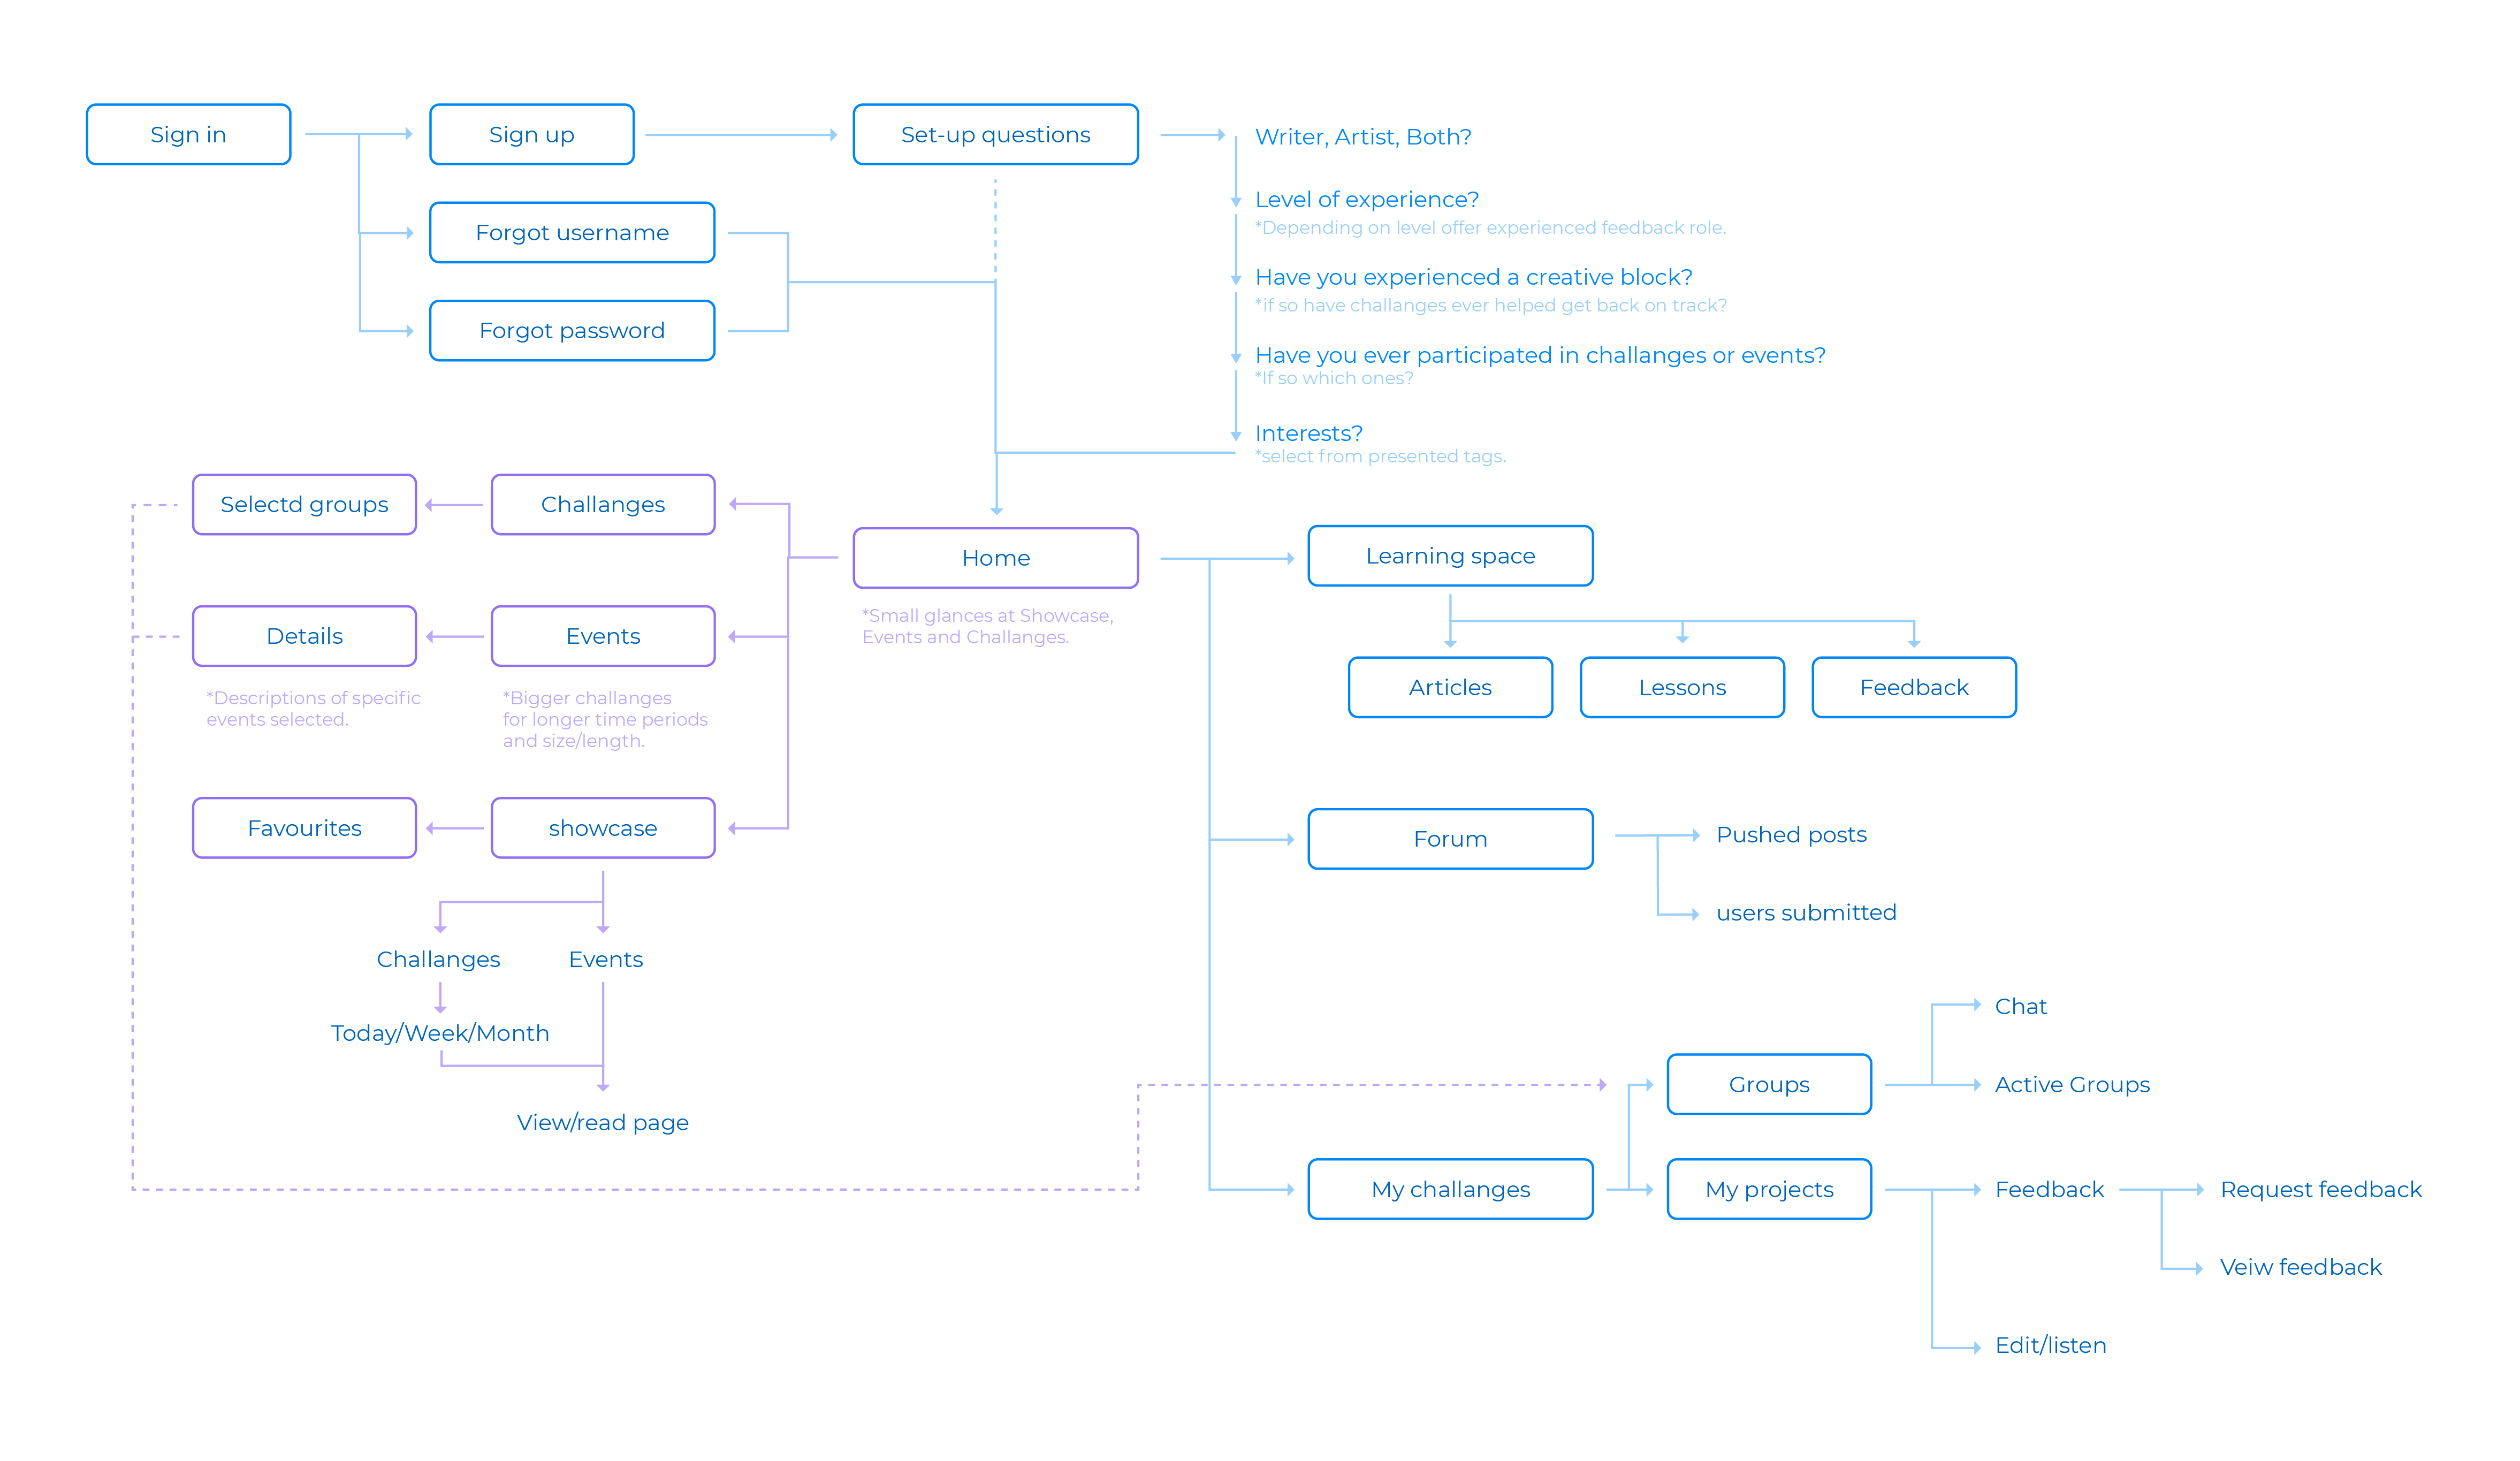 Sign in
Sign up
Set-up questions
Writer, Artist, Both?
Level of experience?
*Depending on level offer experienced feedback role.
Forgot username
Have you experienced a creative block?
*if so have challanges ever helped get back on track?
Forgot password
Have you ever participated in challanges or events?
*If so which ones?
Interests?
*select from presented tags.
Selectd groups
Challanges
Home
*Small glances at Showcase,
Events and Challanges.
Learning space
Details
Events
*Descriptions of specific
events selected.
*Bigger challanges
for longer time periods
and size/length.
Articles
Lessons
Feedback
Favourites
showcase
Forum
Pushed posts
users submitted
Challanges
Events
Today/Week/Month
View/read page
Chat
Groups
Active Groups
My challanges
My projects
Feedback
Request feedback
Veiw feedback
Edit/listen